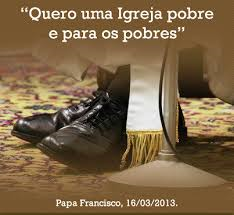 “Quero uma Igreja pobre
e para os pobres”
Papa Francisco, 16/03/2013.